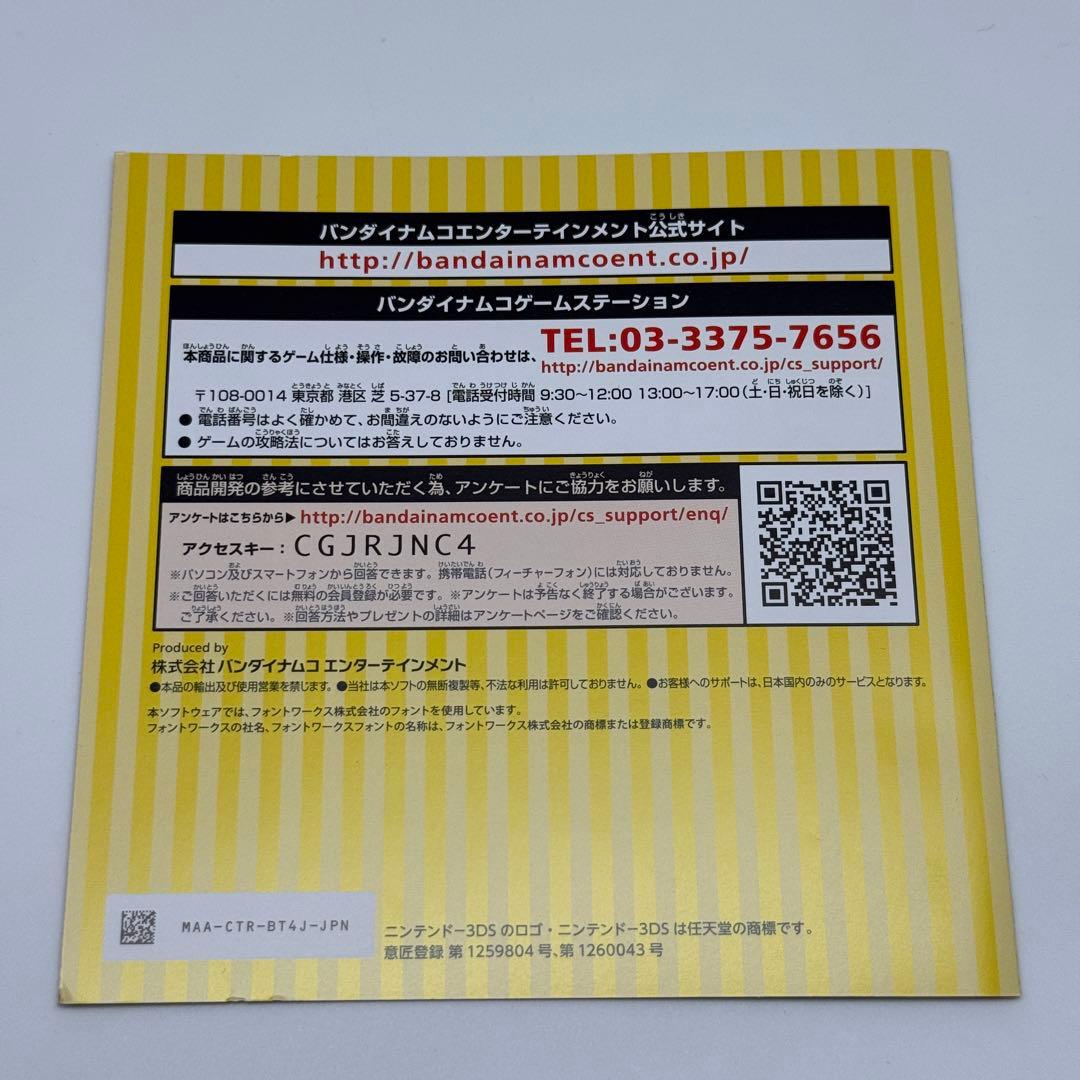 バンダイナムコエンターテインメント公式サイト
http://bandainamcoent.co.jp/
バンダイナムコゲームステーション
本商品に関するゲーム仕様・操作・故障のお問い合わせは、
TEL:03-3375-7656
http://bandainamcoent.co.jp/cs_support/
〒108-0014 東京都 港区 芝 5-37-8 [電話受付時間 9:30～12:00 13:00～17:00(土・日・祝日を除く)]
● 電話番号はよく確かめて、お間違えのないようにご注意ください。
● ゲームの攻略法についてはお答えしておりません。
商品開発の参考にさせていただく為、アンケートにご協力をお願いします。
アンケートはこちらから▶ http://bandainamcoent.co.jp/cs_support/enq/
アクセスキー：CGJRJNC4
※パソコン及びスマートフォンから回答できます。携帯電話(フィーチャーフォン)には対応しておりません。
※ご回答いただくには無料の会員登録が必要です。※アンケートは予告なく終了する場合がございます。
ご了承ください。※回答方法やプレゼントの詳細はアンケートページをご確認ください。
Produced by
株式会社 バンダイナムコ エンターテインメント
●本品の輸出及び使用営業を禁じます。●当社は本ソフトの無断複製等、不法な利用は許可しておりません。●お客様へのサポートは、日本国内のみのサービスとなります。
本ソフトウェアでは、フォントワークス株式会社のフォントを使用しています。
フォントワークスの社名、フォントワークスフォントの名称は、フォントワークス株式会社の商標または登録商標です。
MAA-CTR-BT4J-JPN
ニンテンドー3DSのロゴ・ニンテンドー3DSは任天堂の商標です。
意匠登録 第1259804号、第1260043号